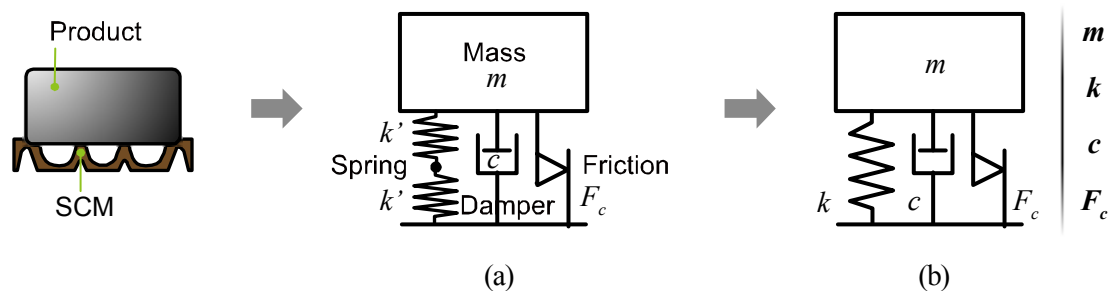 Product
SCM
Mass
m
k’
Spring
k’
c
Damper
Friction
F_c
(a)
m
k
c
F_c
(b)
m
k
c
F_c